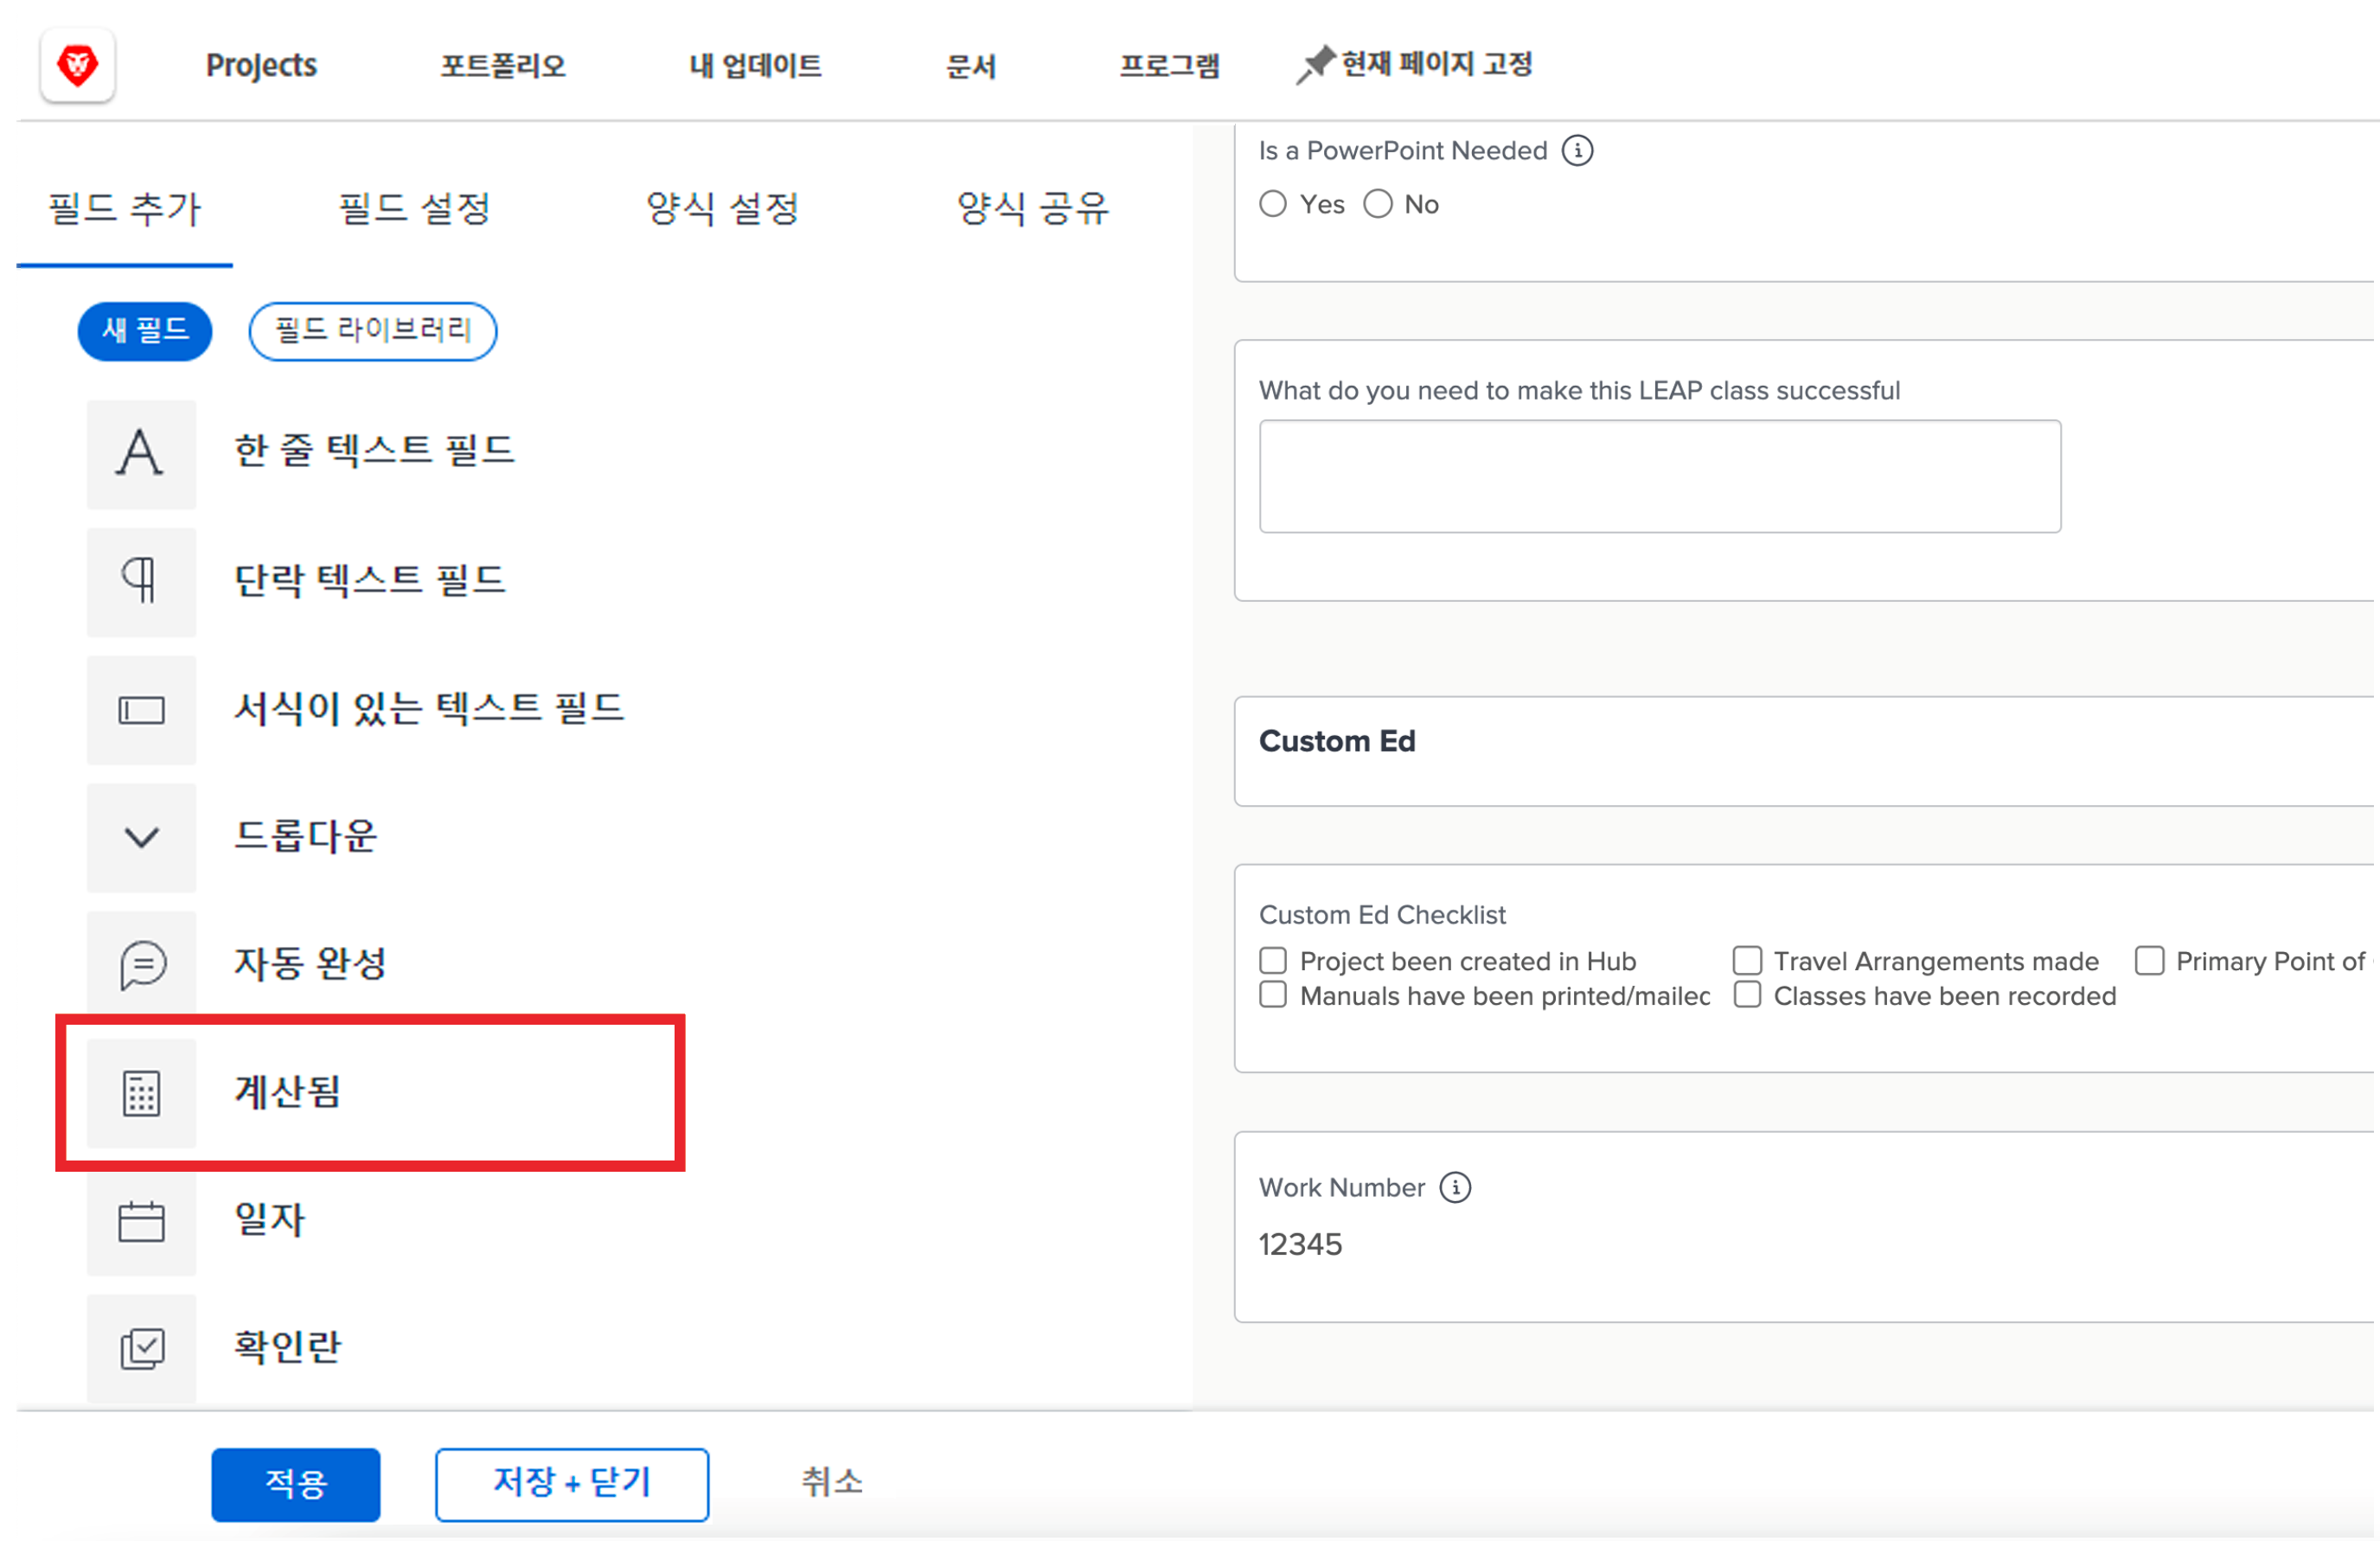 Projects 포트폴리오 내 업데이트 문서 프로그램 현재 페이지 고정
필드 추가 필드 설정 양식 설정 양식 공유
새 필드 필드 라이브러리
한 줄 텍스트 필드
단락 텍스트 필드
서식이 있는 텍스트 필드
드롭다운
자동 완성
계산됨
일자
확인란
적용 저장 + 닫기 취소
Is a PowerPoint Needed
Yes No
What do you need to make this LEAP class successful
Custom Ed
Custom Ed Checklist
Project been created in Hub Travel Arrangements made Primary Point of
Manuals have been printed/mailec Classes have been recorded
Work Number
12345